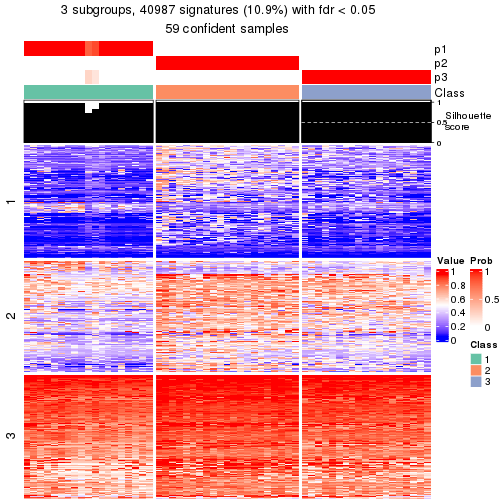 3 subgroups, 40987 signatures (10.9%) with fdr < 0.05
59 confident samples
p1
p2
p3
Class
1
0.5
0
Silhouette
score
1
2
3
Value
1
0.8
0.6
0.4
0.2
0
Prob
1
0.5
0
Class
1
2
3